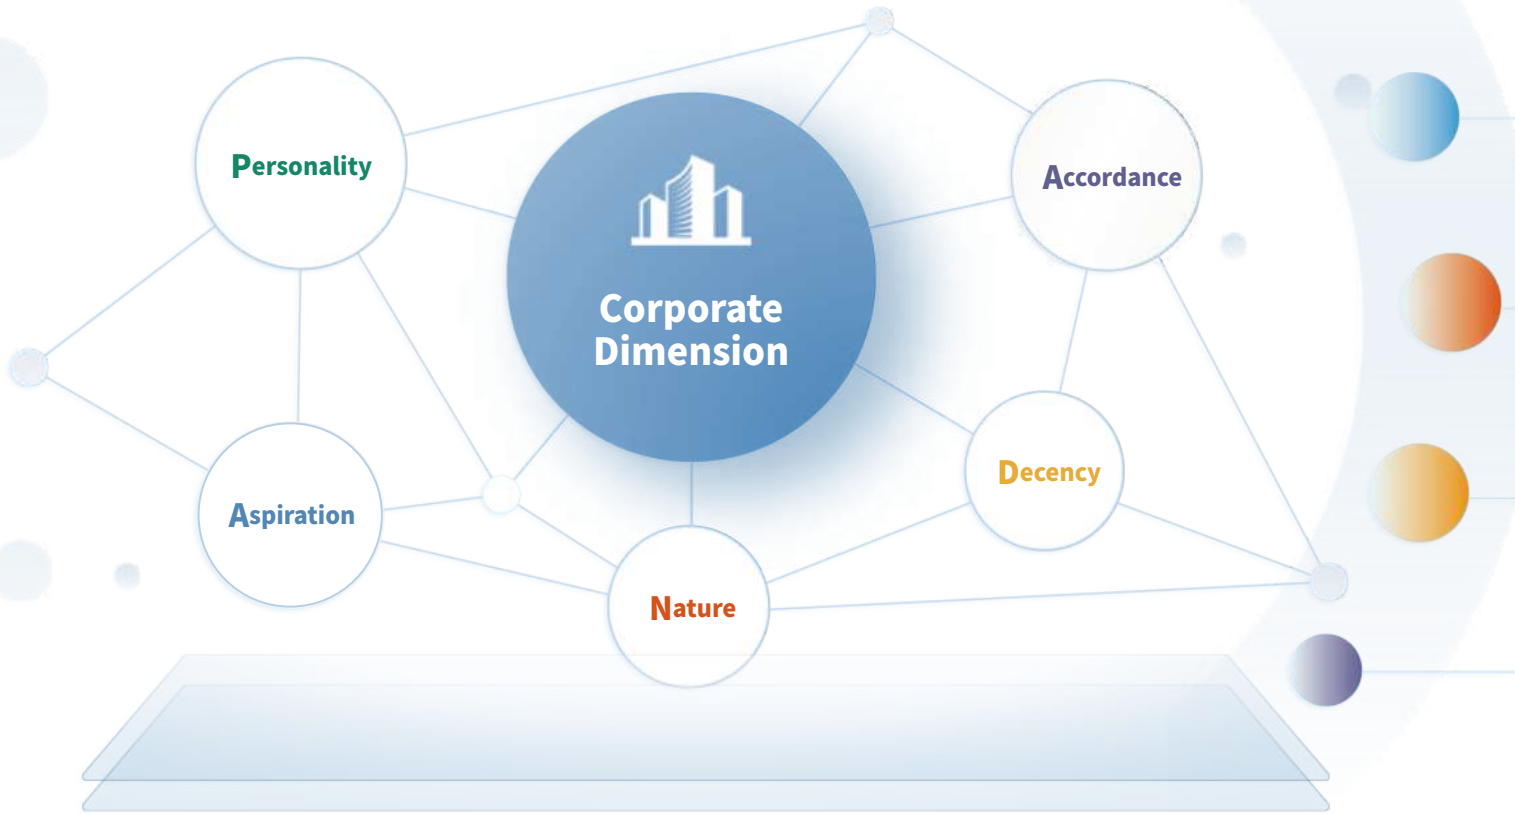 Personality
Accordance
Corporate
Dimension
Decency
Aspiration
Nature